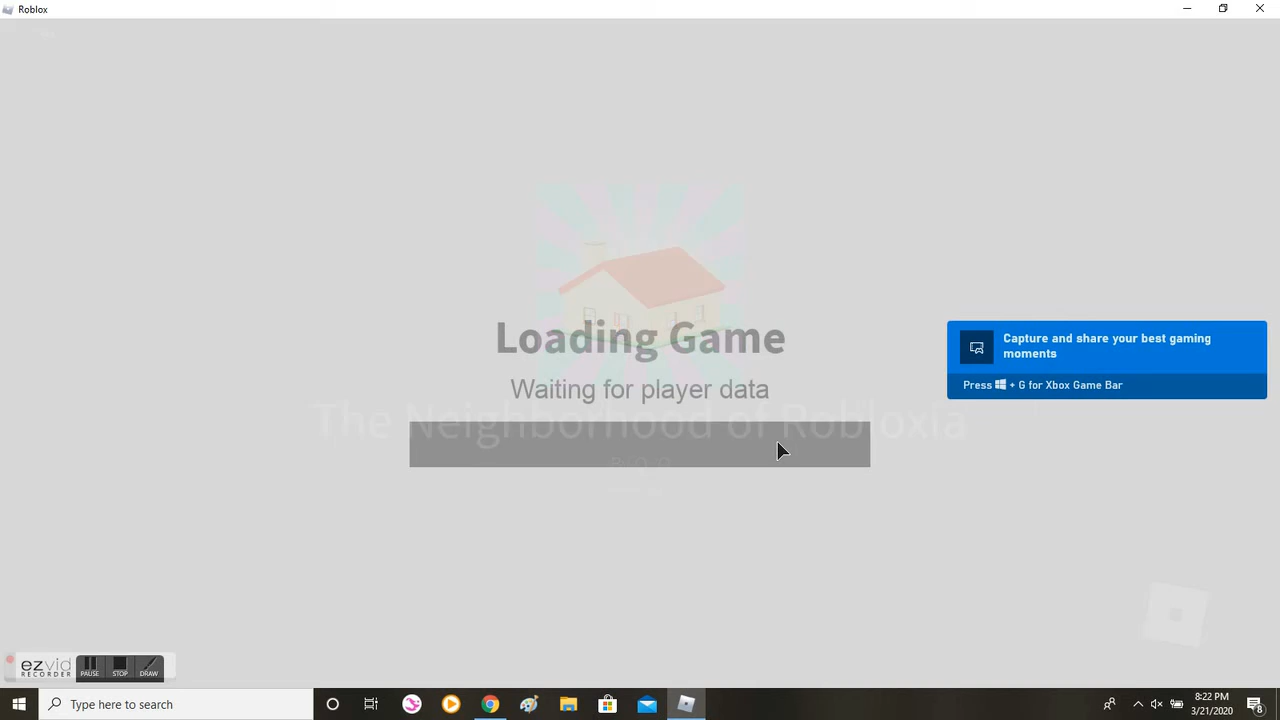 Roblox
Capture and share your best gaming
moments
Press + G for Xbox Game Bar
Loading Game
Waiting for player data
The Neighborhood of Robloxia
ezvid
RECORDER
PAUSE
STOP
DRAW
Type here to search
8:22 PM
3/21/2020
8